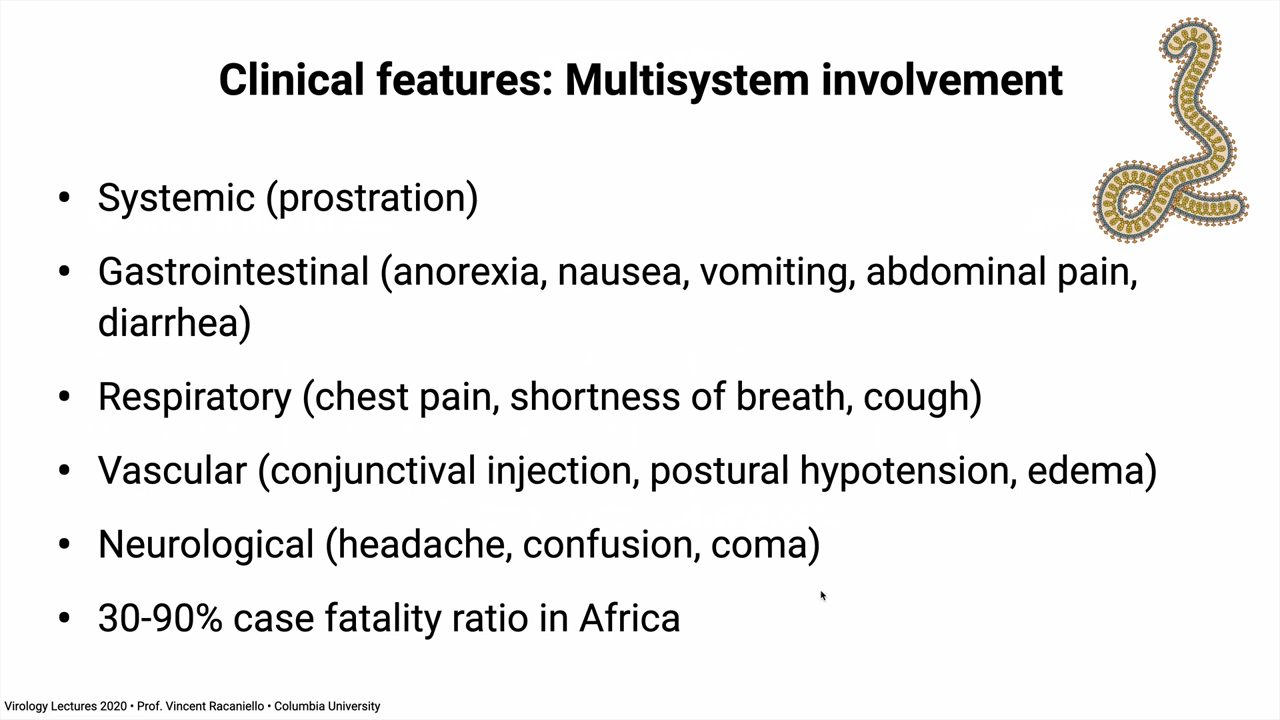 Clinical features: Multisystem involvement
• Systemic (prostration)
• Gastrointestinal (anorexia, nausea, vomiting, abdominal pain,
diarrhea)
• Respiratory (chest pain, shortness of breath, cough)
• Vascular (conjunctival injection, postural hypotension, edema)
• Neurological (headache, confusion, coma)
• 30-90% case fatality ratio in Africa
Virology Lectures 2020 • Prof. Vincent Racaniello • Columbia University